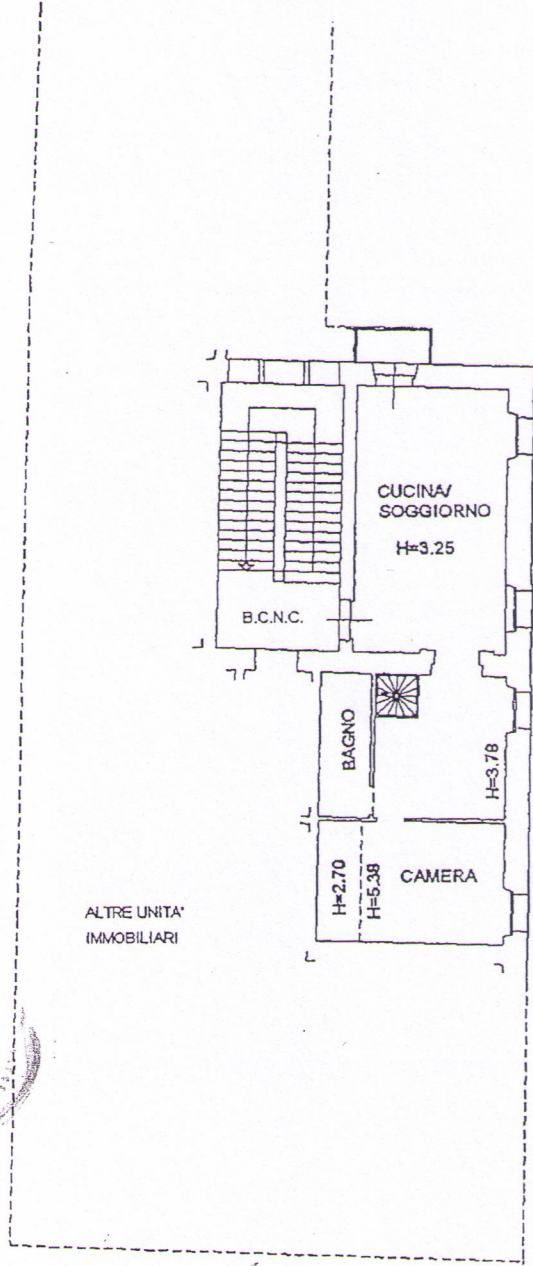 CUCINA/
SOGGIORNO
H=3.25
B.C.N.C.
BAGNO
H=3.78
H=2.70
H=5.38
CAMERA
ALTRE UNITA'
IMMOBILIARI